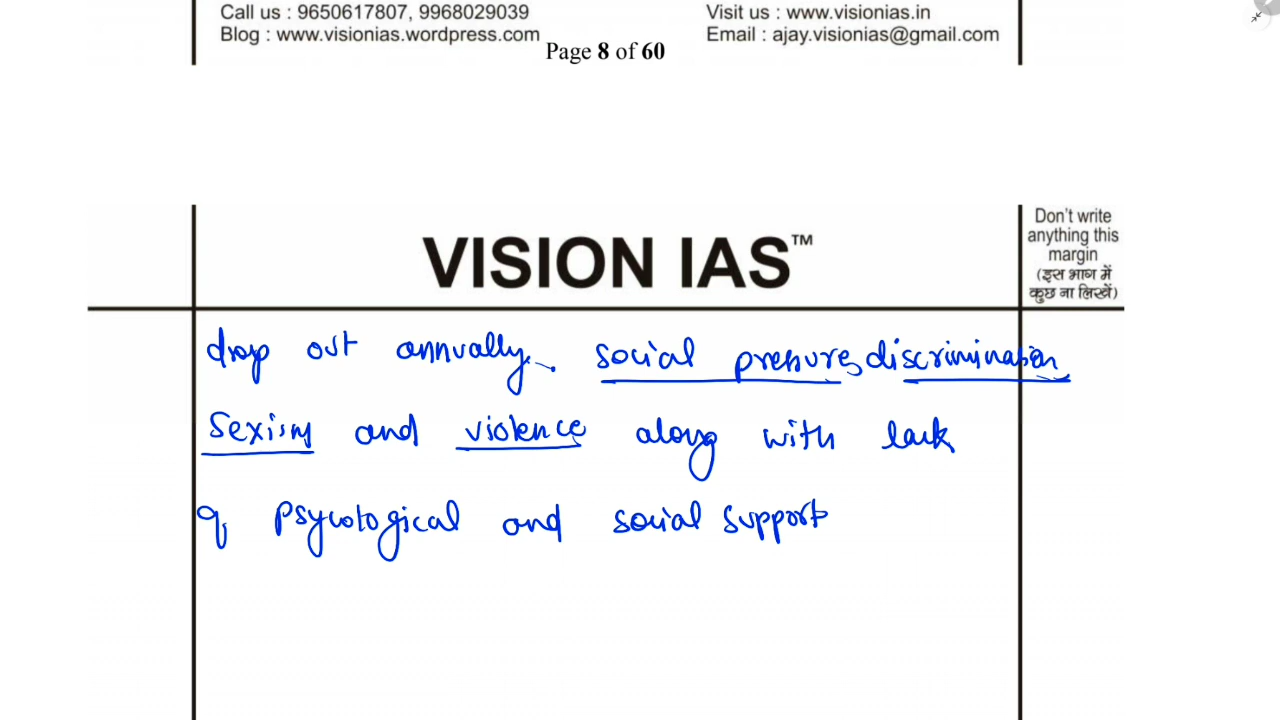 Call us : 9650617807, 9968029039 Visit us : www.visionias.in
Blog : www.visionias.wordpress.com Email : ajay.visionias@gmail.com
Page 8 of 60
Don't write
anything this
margin
(इस भाग में
कुछ ना लिखें)
VISION IAS™
drop out annually. social pressure, discrimination
sexism and violence along with lack
of psycological and social support